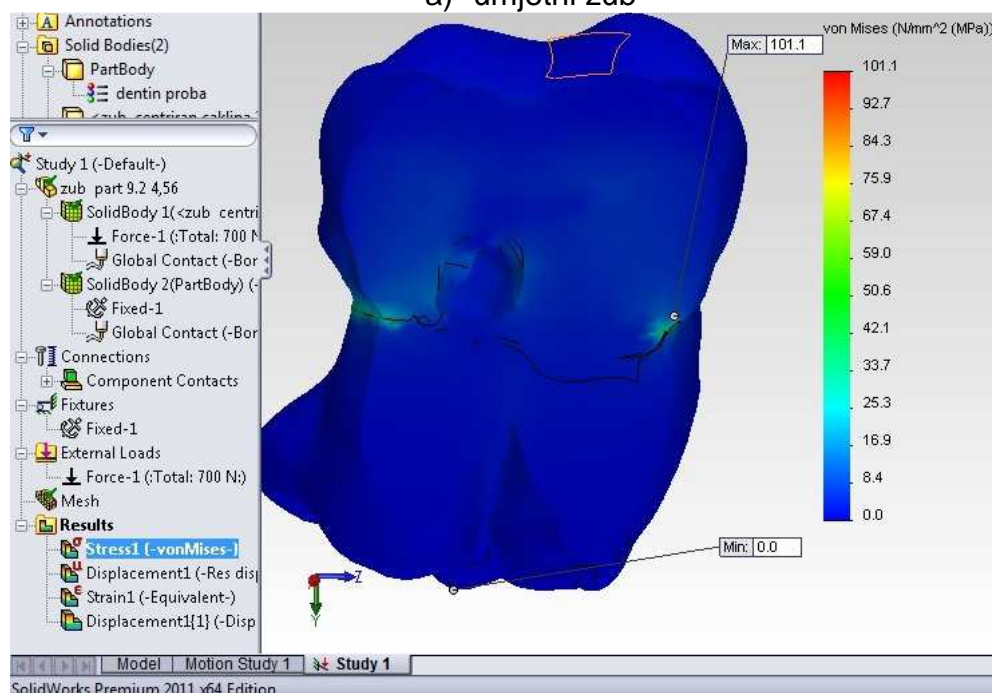 a) umjetni zub
Annotations
Solid Bodies(2)
PartBody
dentin proba
Study 1 (-Default-)
zub part 9.2 4,56
SolidBody 1(<zub centri
Force-1 (:Total: 700 N
Global Contact (-Bor
SolidBody 2(PartBody) (-
Fixed-1
Global Contact (-Bor
Connections
Component Contacts
Fixtures
Fixed-1
External Loads
Force-1 (:Total: 700 N:)
Mesh
Results
Stress1 (-vonMises-)
Displacement1 (-Res disp
Strain1 (-Equivalent-)
Displacement1{1} (-Disp
Max: 101.1
von Mises (N/mm^2 (MPa))
101.1
92.7
84.3
75.9
67.4
59.0
50.6
42.1
33.7
25.3
16.9
8.4
0.0
Min: 0.0
Z
Y
Model Motion Study 1 Study 1
SolidWorks Premium 2011 x64 Edition